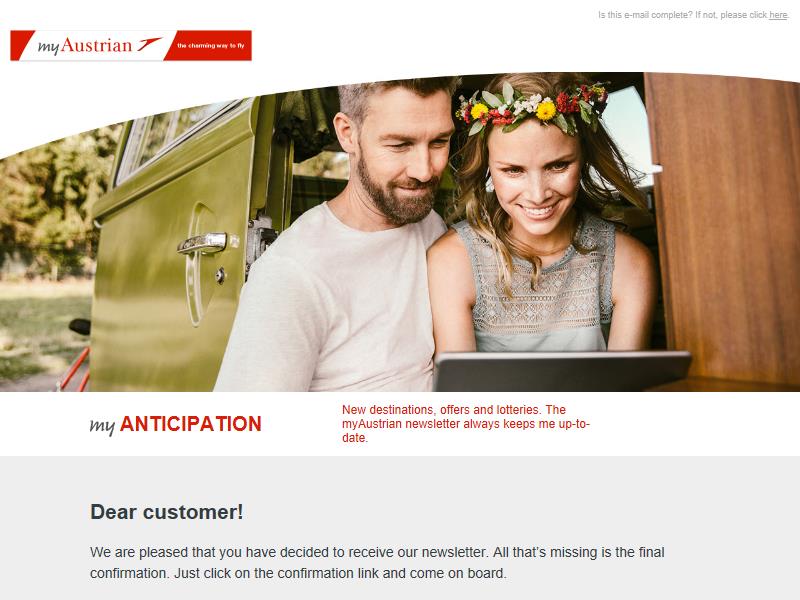 Is this e-mail complete? If not, please click here.
myAustrian the charming way to fly
my ANTICIPATION
New destinations, offers and lotteries. The
myAustrian newsletter always keeps me up-to-
date.
Dear customer!
We are pleased that you have decided to receive our newsletter. All that’s missing is the final
confirmation. Just click on the confirmation link and come on board.